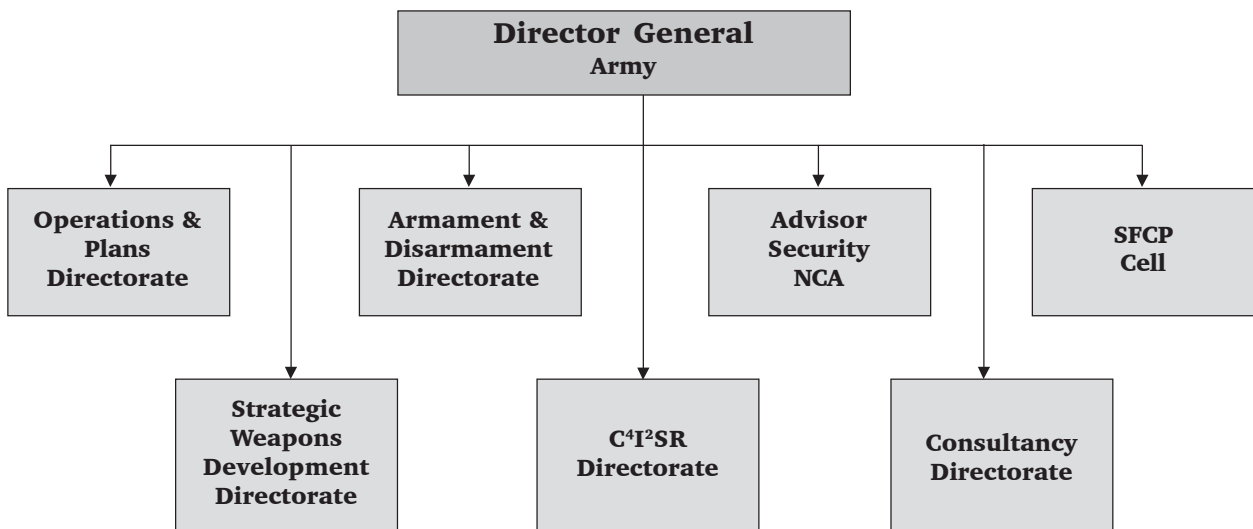 Director General
Army
Operations &
Plans
Directorate
Armament &
Disarmament
Directorate
Advisor
Security
NCA
SFCP
Cell
Strategic
Weapons
Development
Directorate
C⁴I²SR
Directorate
Consultancy
Directorate